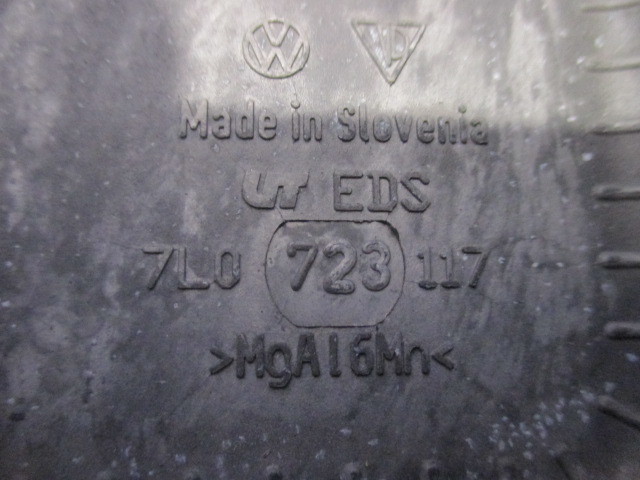 Made in Slovenia
EDS
7L0 723 117
>MgAl6Mn<